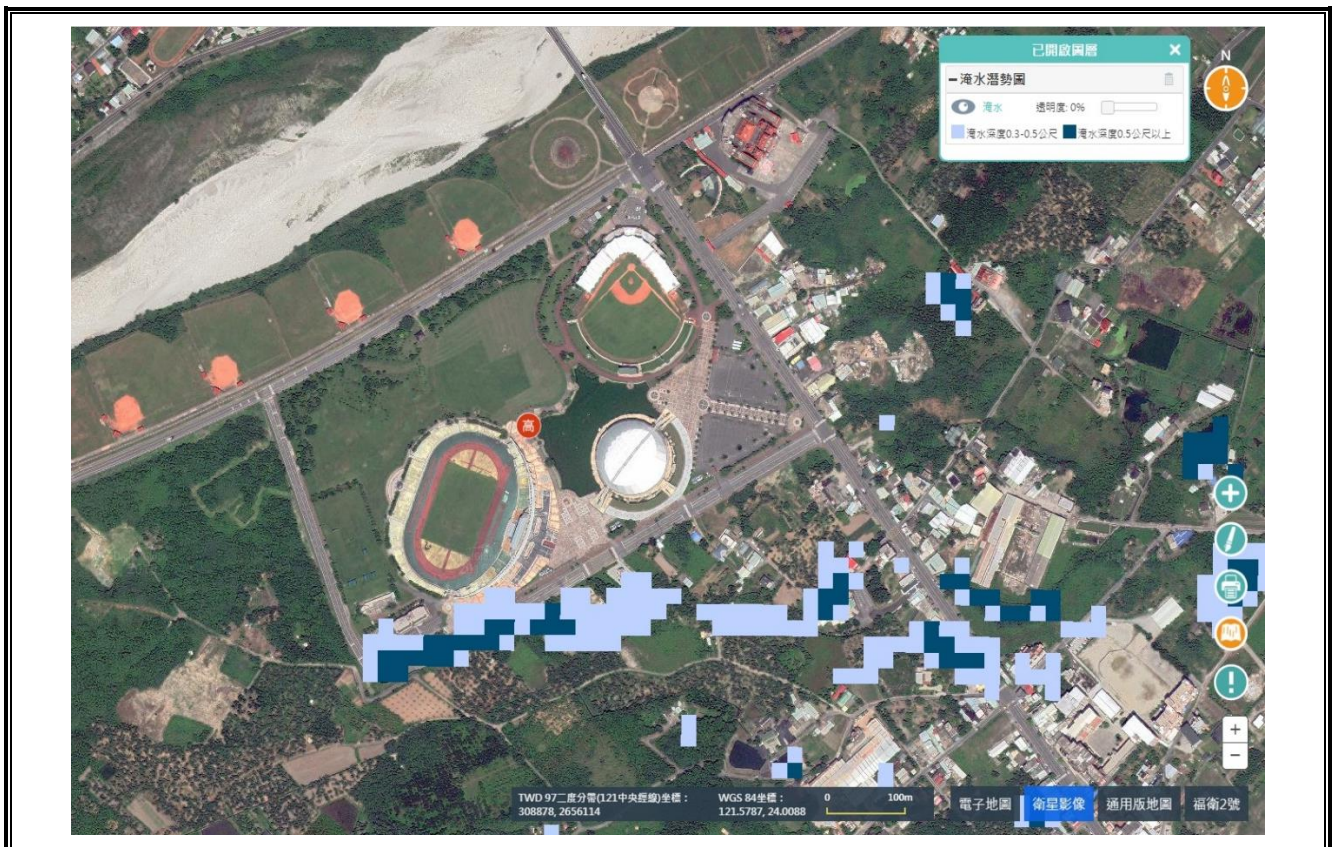 已開啟圖層 ×
N
淹水潛勢圖
淹水 透明度: 0%
淹水深度0.3-0.5公尺 淹水深度0.5公尺以上
高
TWD 97二度分帶(121中央經線)坐標：
308878, 2656114
WGS 84坐標：
121.5787, 24.0088
0 100m
電子地圖 衛星影像 通用版地圖 福衛2號